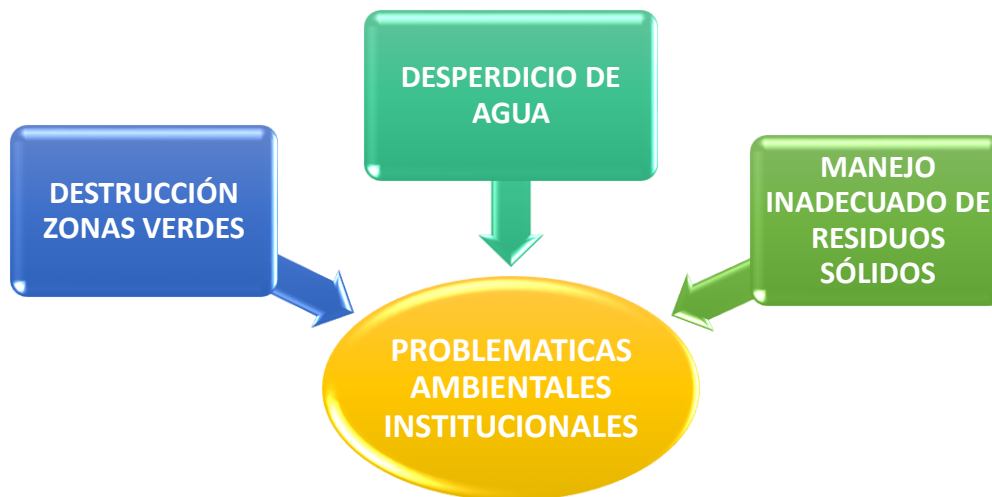 DESPERDICIO DE
AGUA
DESTRUCCIÓN
ZONAS VERDES
MANEJO
INADECUADO DE
RESIDUOS
SÓLIDOS
PROBLEMATICAS
AMBIENTALES
INSTITUCIONALES